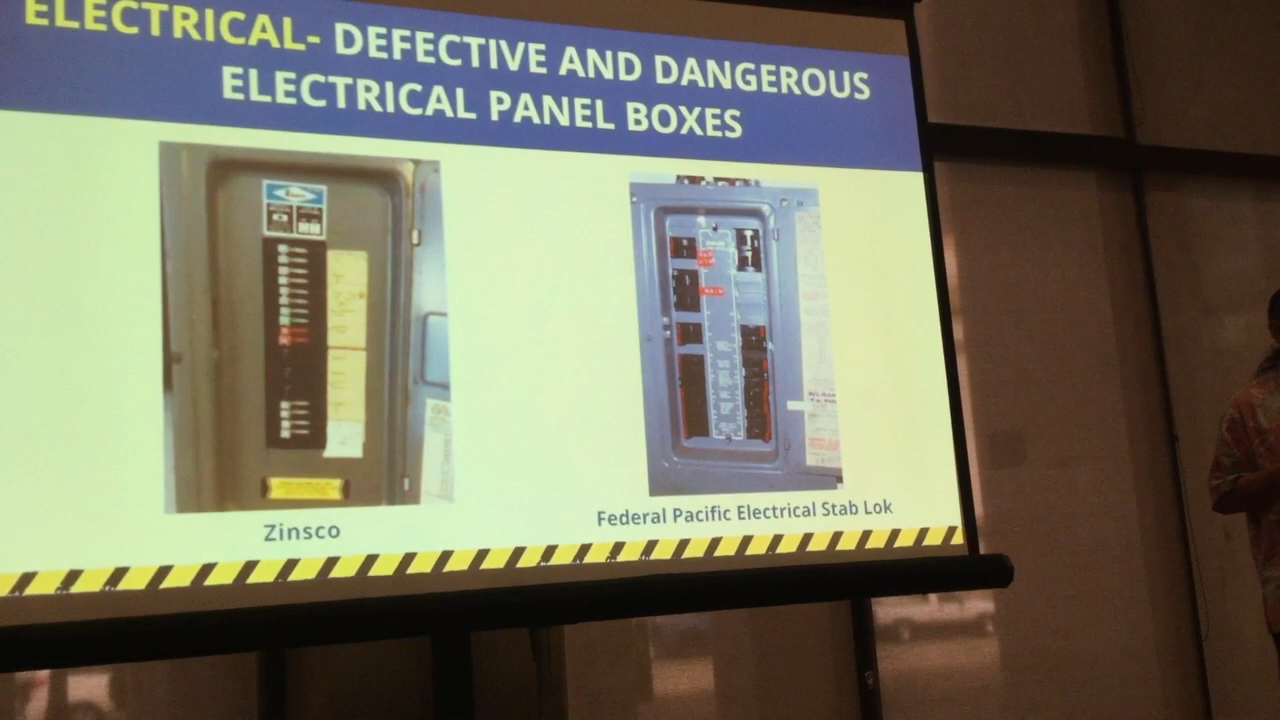 ELECTRICAL- DEFECTIVE AND DANGEROUS
ELECTRICAL PANEL BOXES
Zinsco
Federal Pacific Electrical Stab Lok